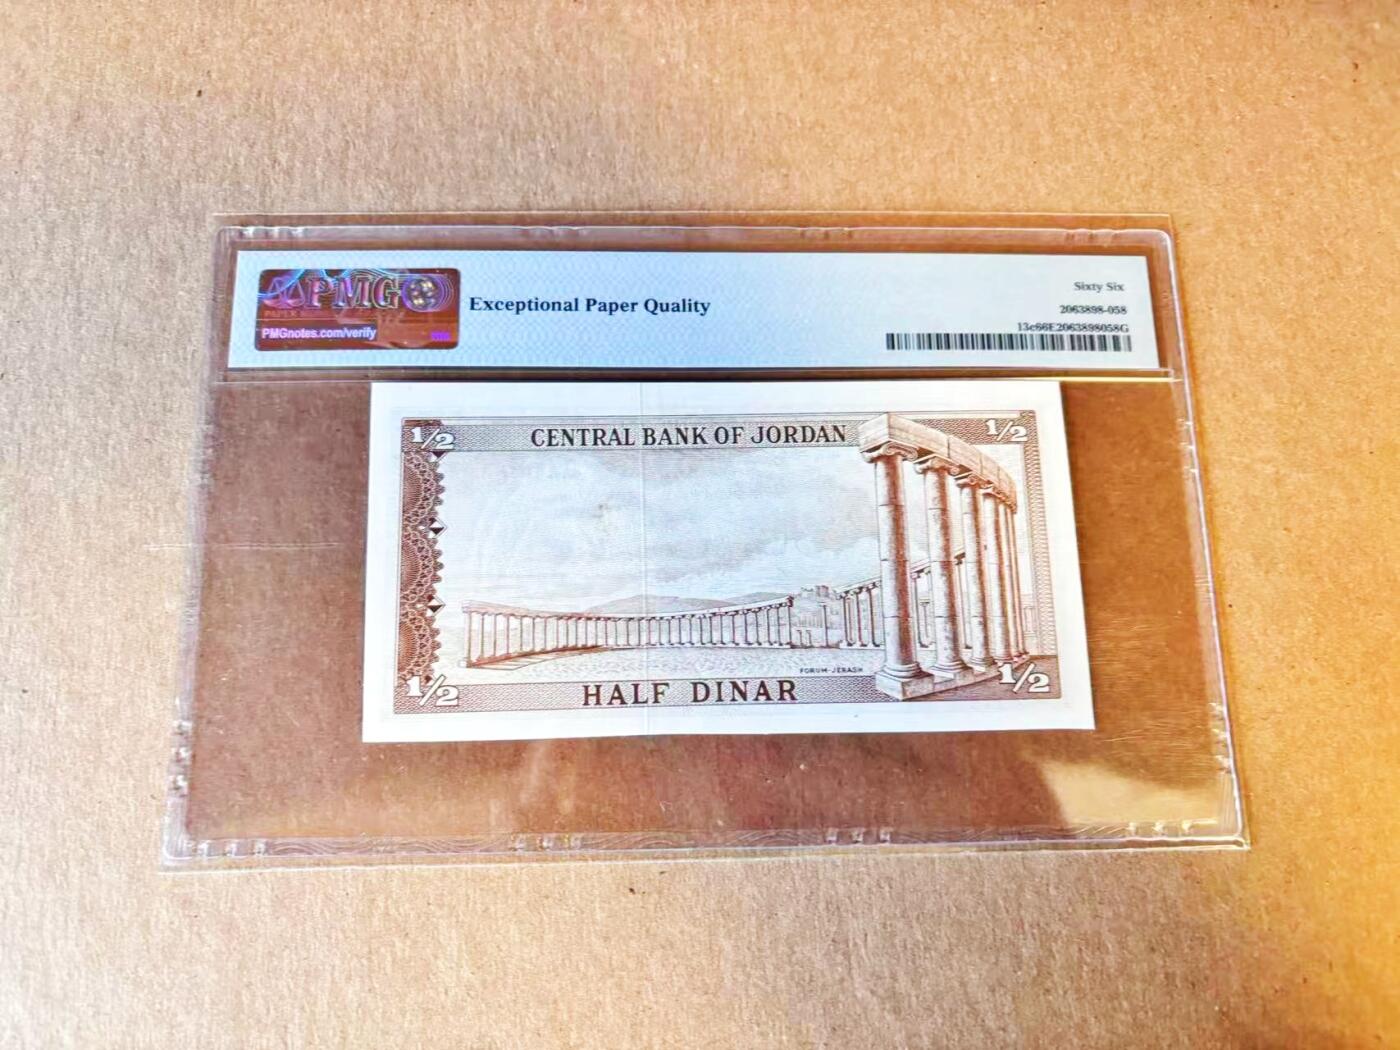 PMG
PMGnotes.com/verify
Exceptional Paper Quality
Sixty Six
2063898-058
13c66E2063898058G
1/2
CENTRAL BANK OF JORDAN
1/2
FORUM-JERASH
1/2
HALF DINAR
1/2